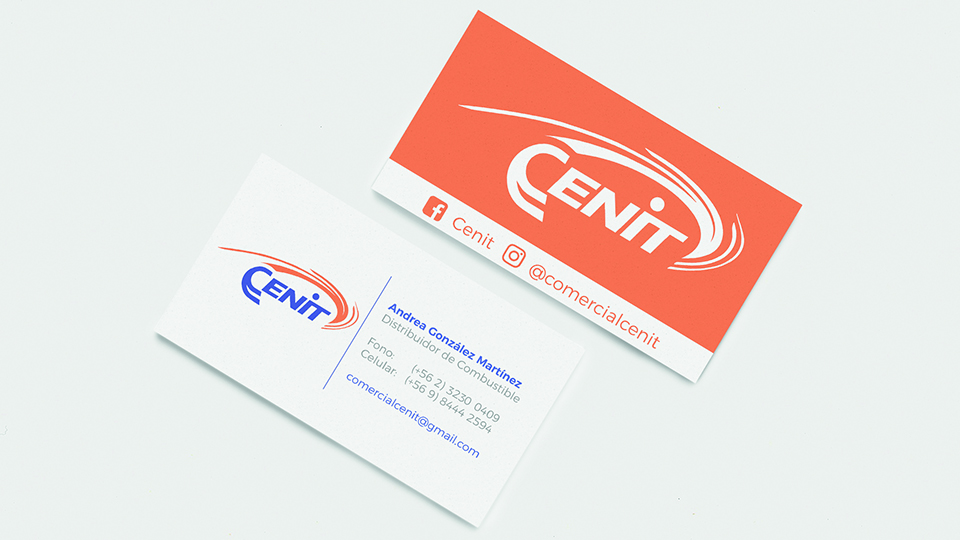 CENIT
Cenit @comercialcenit
CENIT
Andrea González Martínez
Distribuidor de Combustible
Fono: (+56 2) 3230 0409
Celular: (+56 9) 8444 2594
comercialcenit@gmail.com